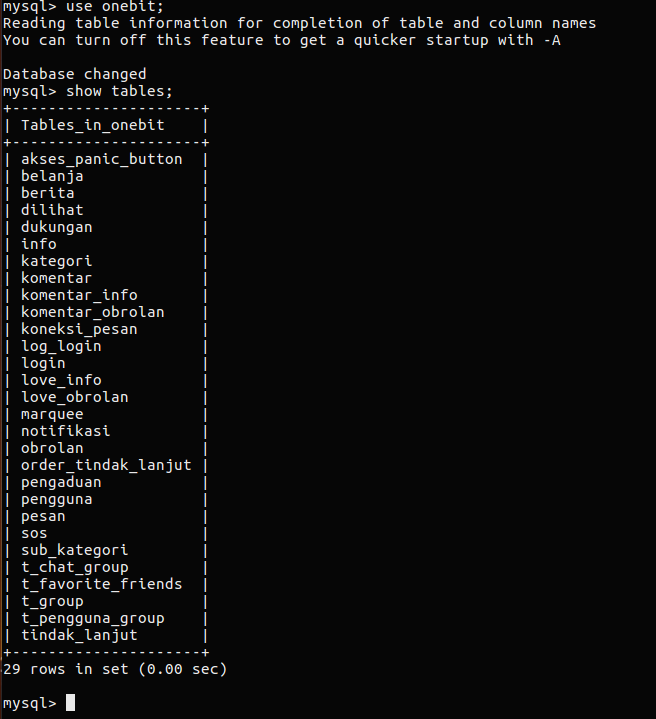 mysql> use onebit;
Reading table information for completion of table and column names
You can turn off this feature to get a quicker startup with -A
Database changed
mysql> show tables;
+---------------------+
| Tables_in_onebit    |
+---------------------+
| akses_panic_button  |
| belanja             |
| berita              |
| dilihat             |
| dukungan            |
| info                |
| kategori            |
| komentar            |
| komentar_info       |
| komentar_obrolan    |
| koneksi_pesan       |
| log_login           |
| login               |
| love_info           |
| love_obrolan        |
| marquee             |
| notifikasi          |
| obrolan             |
| order_tindak_lanjut |
| pengaduan           |
| pengguna            |
| pesan               |
| sos                 |
| sub_kategori        |
| t_chat_group        |
| t_favorite_friends  |
| t_group             |
| t_pengguna_group    |
| tindak_lanjut       |
+---------------------+
29 rows in set (0.00 sec)
mysql>